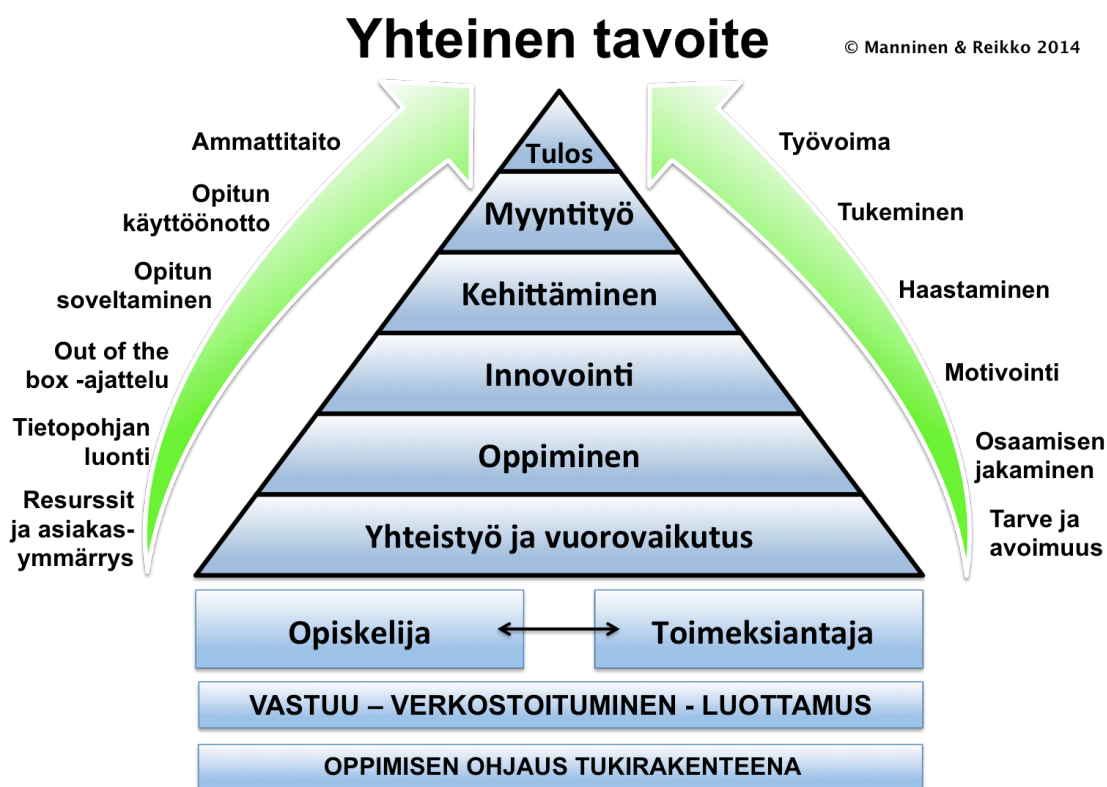 Yhteinen tavoite
© Manninen & Reikko 2014
Ammattitaito
Opitun
käyttöönotto
Opitun
soveltaminen
Out of the
box -ajattelu
Tietopohjan
luonti
Resurssit
ja asiakas-
ymmärrys
Tulos
Myyntityö
Kehittäminen
Innovointi
Oppiminen
Yhteistyö ja vuorovaikutus
Työvoima
Tukeminen
Haastaminen
Motivointi
Osaamisen
jakaminen
Tarve ja
avoimuus
Opiskelija
Toimeksiantaja
VASTUU – VERKOSTOITUMINEN - LUOTTAMUS
OPPIMISEN OHJAUS TUKIRAKENTEENA